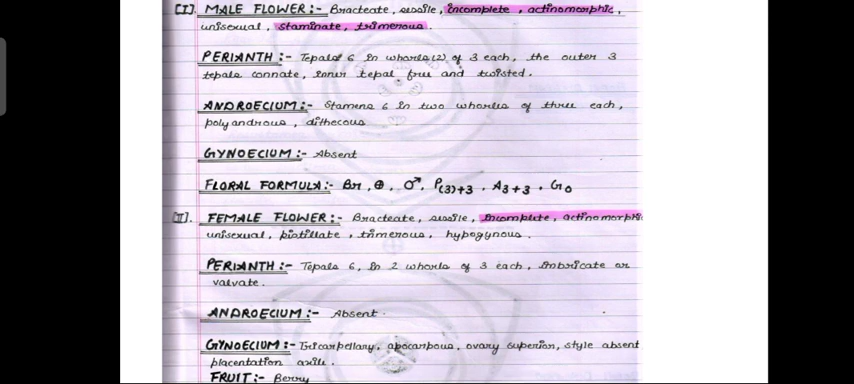 [I] MALE FLOWER:- Bracteate, sessile, incomplete, actinomorphic,
unisexual, staminate, trimerous.
PERIANTH:- Tepals 6 in whorls(2) of 3 each, the outer 3
tepals connate, inner tepal free and twisted.
ANDROECIUM:- Stamens 6 in two whorles of three each,
polyandrous, dithecous
GYNOECIUM:- Absent
FLORAL FORMULA:- Br, ⊕, ♂, P(3)+3, A3+3, G0
[II]. FEMALE FLOWER:- Bracteate, sessile, incomplete, actinomorphi
unisexual, pistillate, trimerous, hypogynous.
PERIANTH:- Tepals 6, in 2 whorls of 3 each, imbricate or
valvate.
ANDROECIUM:- Absent.
GYNOECIUM:- Tricarpellary, apocarpous, ovary superior, style absent
placentation axile.
FRUIT:- Berry